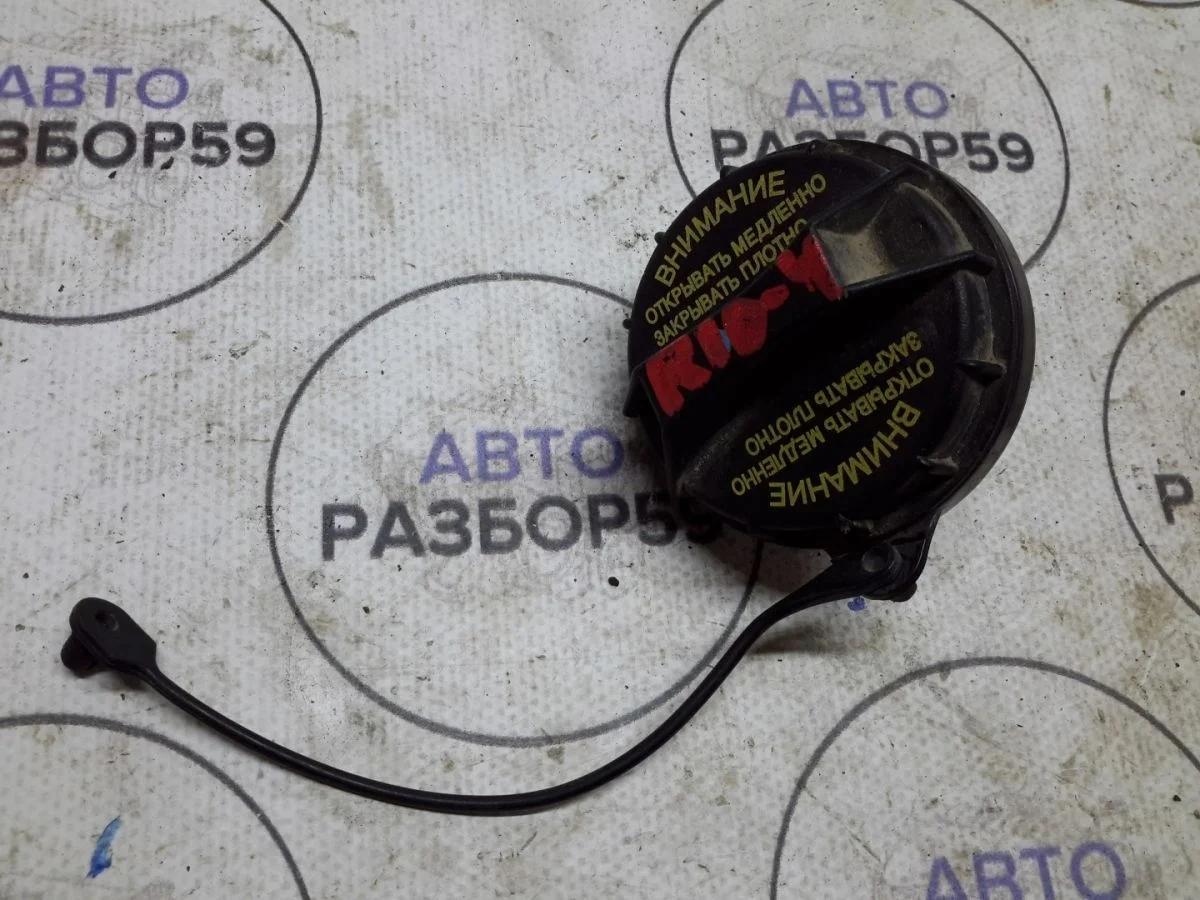 АВТО
РАЗБОР59
АВТО
РАЗБОР59
ВНИМАНИЕ
ОТКРЫВАТЬ МЕДЛЕННО
ЗАКРЫВАТЬ ПЛОТНО
RIO-4
ВНИМАНИЕ
ОТКРЫВАТЬ МЕДЛЕННО
ЗАКРЫВАТЬ ПЛОТНО
АВТО
РАЗБОР59
АВТО